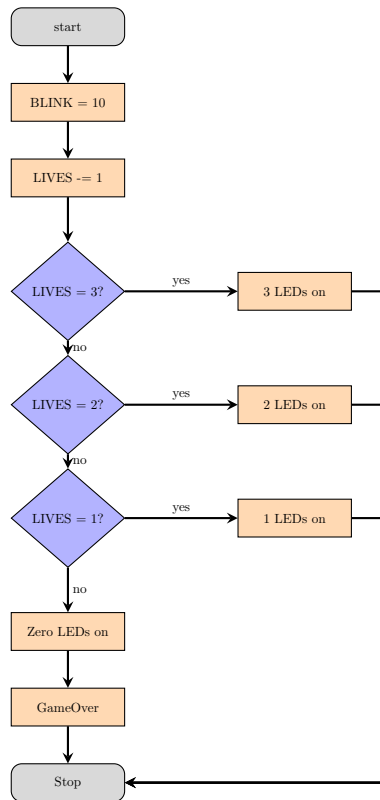 start
BLINK = 10
LIVES -= 1
LIVES = 3?
yes
3 LEDs on
no
LIVES = 2?
yes
2 LEDs on
no
LIVES = 1?
yes
1 LEDs on
no
Zero LEDs on
GameOver
Stop